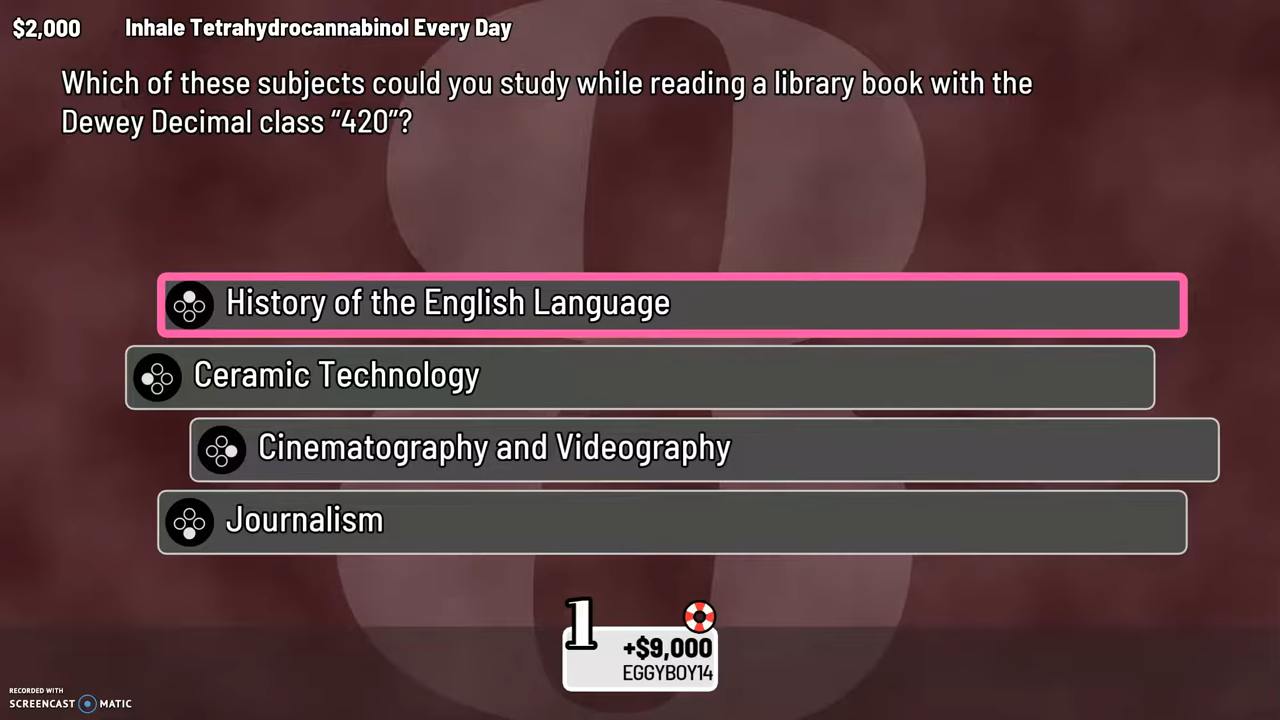 $2,000 Inhale Tetrahydrocannabinol Every Day
Which of these subjects could you study while reading a library book with the
Dewey Decimal class “420”?
History of the English Language
Ceramic Technology
Cinematography and Videography
Journalism
1
+$9,000
EGGYBOY14
RECORDED WITH
SCREENCAST MATIC